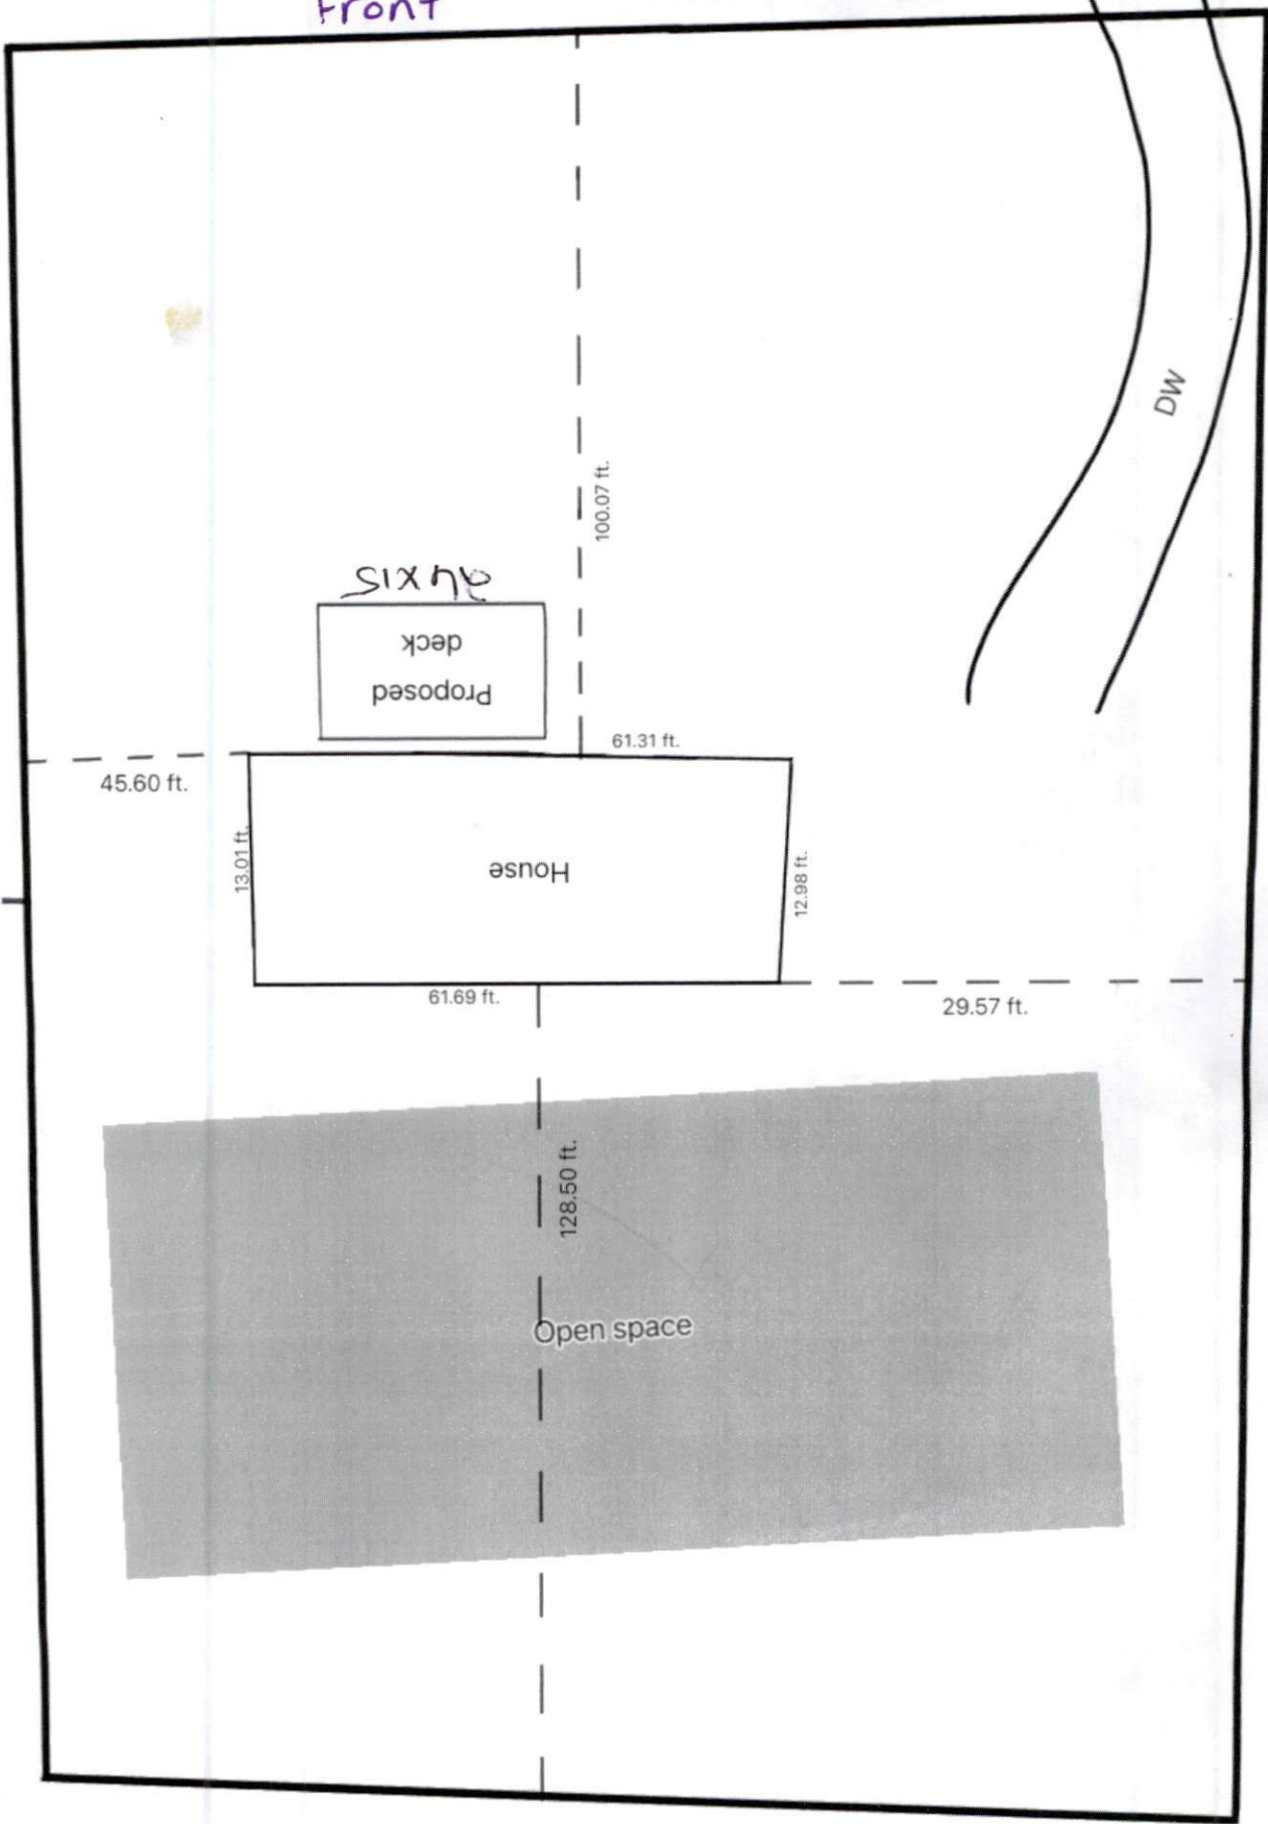 Front
100.07 ft.
DW
24x15
Proposed
deck
61.31 ft.
45.60 ft.
13.01 ft.
House
12.98 ft.
61.69 ft.
29.57 ft.
128.50 ft.
Open space